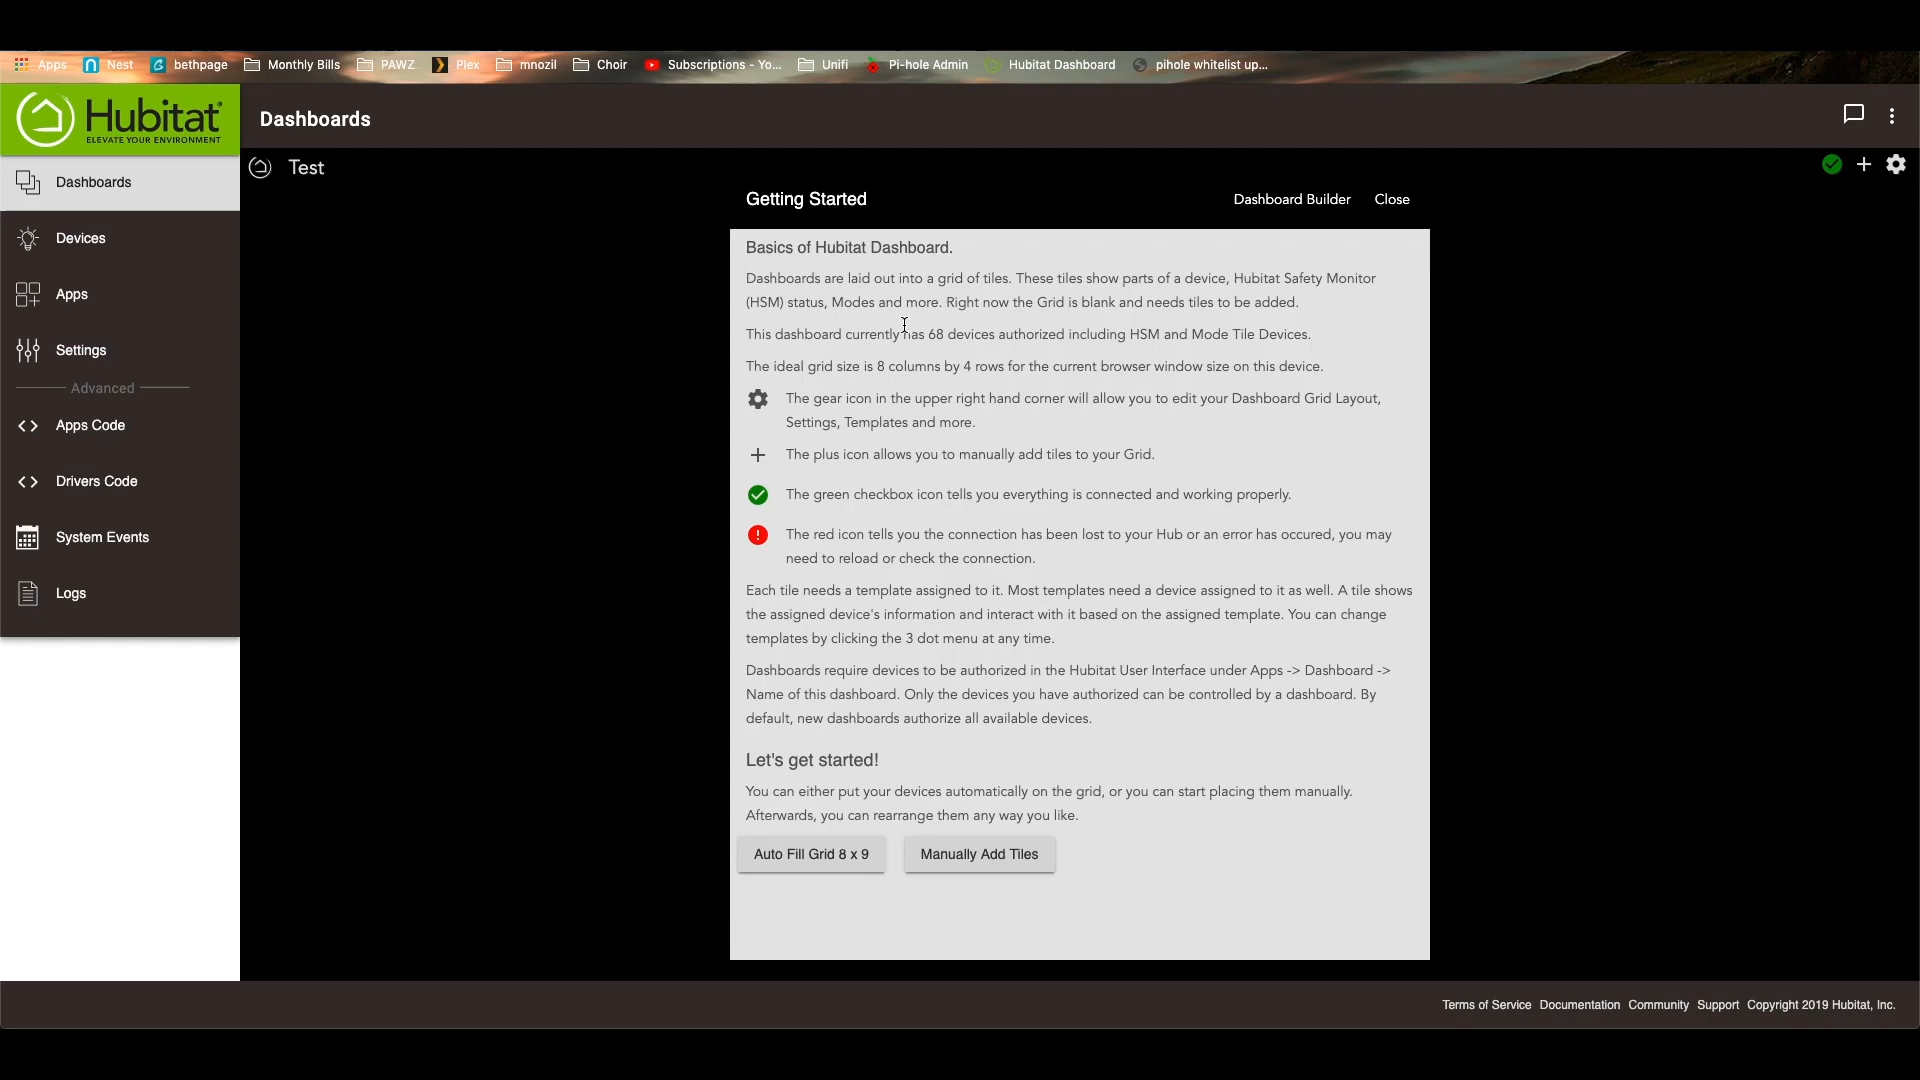 Apps Nest bethpage Monthly Bills PAWZ Plex mnozil Choir Subscriptions - Yo... Unifi Pi-hole Admin Hubitat Dashboard pihole whitelist up...
Hubitat®
ELEVATE YOUR ENVIRONMENT
Dashboards
Test
Dashboards
Devices
Apps
Settings
Advanced
Apps Code
Drivers Code
System Events
Logs
Getting Started Dashboard Builder Close
Basics of Hubitat Dashboard.
Dashboards are laid out into a grid of tiles. These tiles show parts of a device, Hubitat Safety Monitor
(HSM) status, Modes and more. Right now the Grid is blank and needs tiles to be added.
This dashboard currently has 68 devices authorized including HSM and Mode Tile Devices.
The ideal grid size is 8 columns by 4 rows for the current browser window size on this device.
The gear icon in the upper right hand corner will allow you to edit your Dashboard Grid Layout,
Settings, Templates and more.
The plus icon allows you to manually add tiles to your Grid.
The green checkbox icon tells you everything is connected and working properly.
The red icon tells you the connection has been lost to your Hub or an error has occured, you may
need to reload or check the connection.
Each tile needs a template assigned to it. Most templates need a device assigned to it as well. A tile shows
the assigned device's information and interact with it based on the assigned template. You can change
templates by clicking the 3 dot menu at any time.
Dashboards require devices to be authorized in the Hubitat User Interface under Apps -> Dashboard ->
Name of this dashboard. Only the devices you have authorized can be controlled by a dashboard. By
default, new dashboards authorize all available devices.
Let's get started!
You can either put your devices automatically on the grid, or you can start placing them manually.
Afterwards, you can rearrange them any way you like.
Auto Fill Grid 8 x 9 Manually Add Tiles
Terms of Service Documentation Community Support Copyright 2019 Hubitat, Inc.